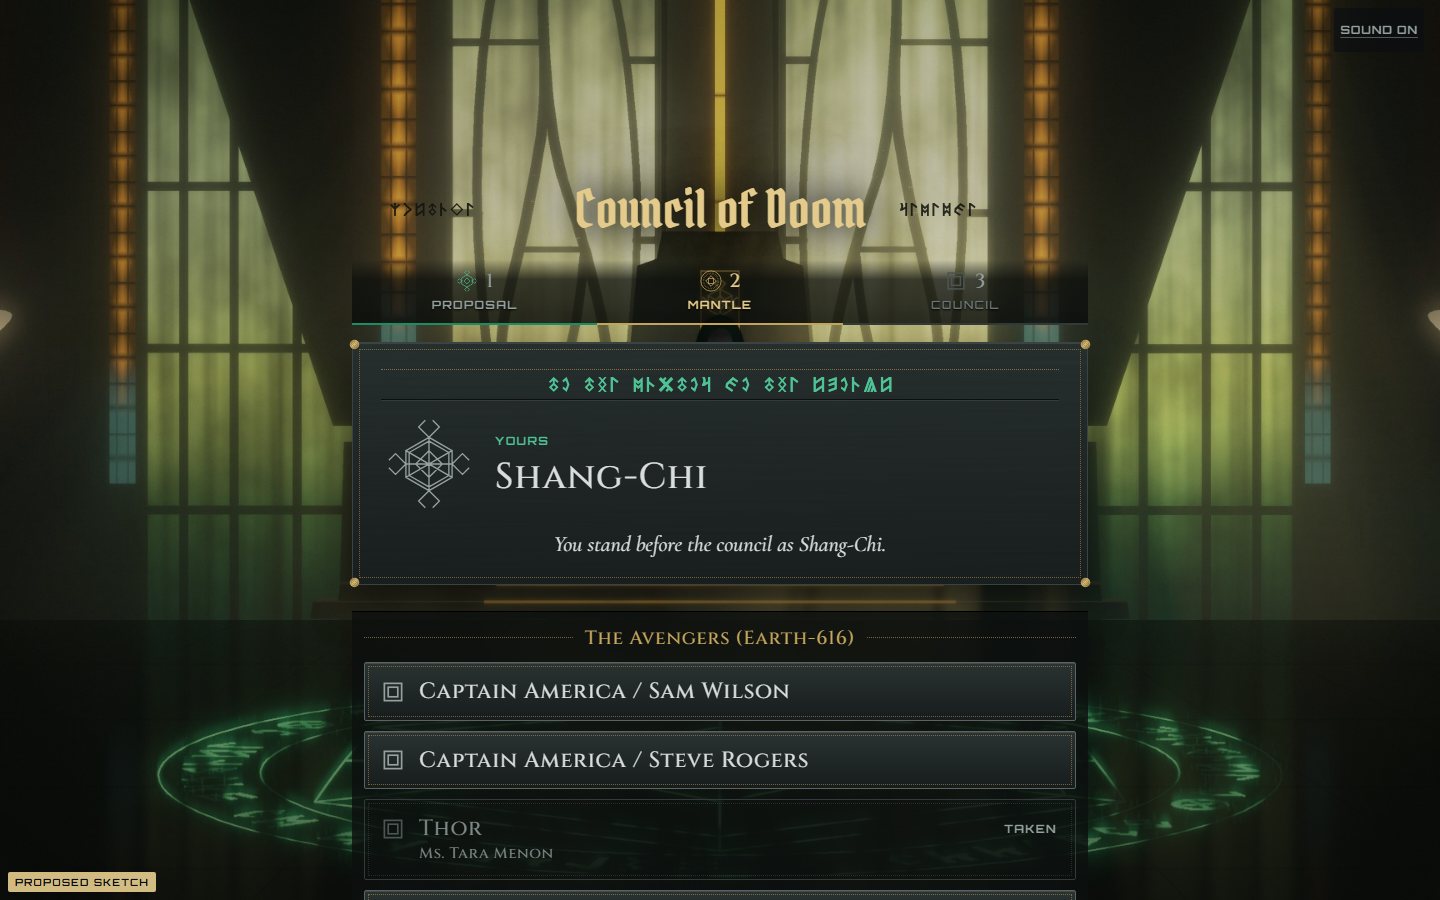 SOUND ON
Council of Doom
1
PROPOSAL
2
MANTLE
3
COUNCIL
YOURS
Shang-Chi
You stand before the council as Shang-Chi.
The Avengers (Earth-616)
Captain America / Sam Wilson
Captain America / Steve Rogers
Thor
TAKEN
Ms. Tara Menon
PROPOSED SKETCH